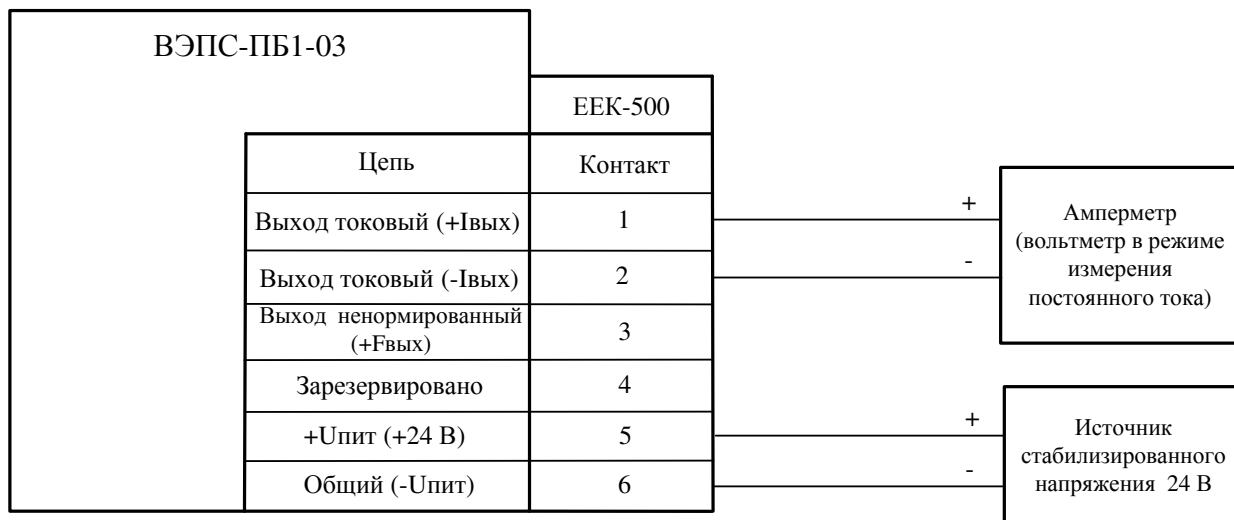 ВЭПС-ПБ1-03
ЕЕК-500
Цепь
Контакт
Выход токовый (+Iвых)
1
+
Выход токовый (-Iвых)
2
-
Амперметр
(вольтметр в режиме
измерения
постоянного тока)
Выход ненормированный
(+Fвых)
3
Зарезервировано
4
+Uпит (+24 В)
5
+
Общий (-Uпит)
6
-
Источник
стабилизированного
напряжения 24 В